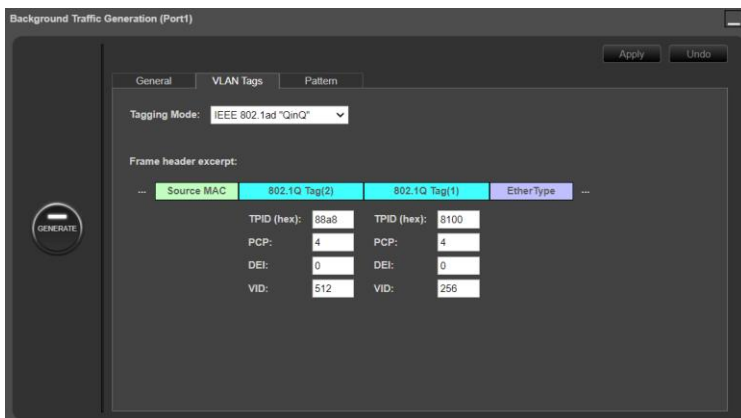 Background Traffic Generation (Port1)
Apply Undo
General VLAN Tags Pattern
Tagging Mode: IEEE 802.1ad "QinQ"
Frame header excerpt:
... Source MAC 802.1Q Tag(2) 802.1Q Tag(1) EtherType ...
GENERATE
TPID (hex): 88a8 TPID (hex): 8100
PCP: 4 PCP: 4
DEI: 0 DEI: 0
VID: 512 VID: 256